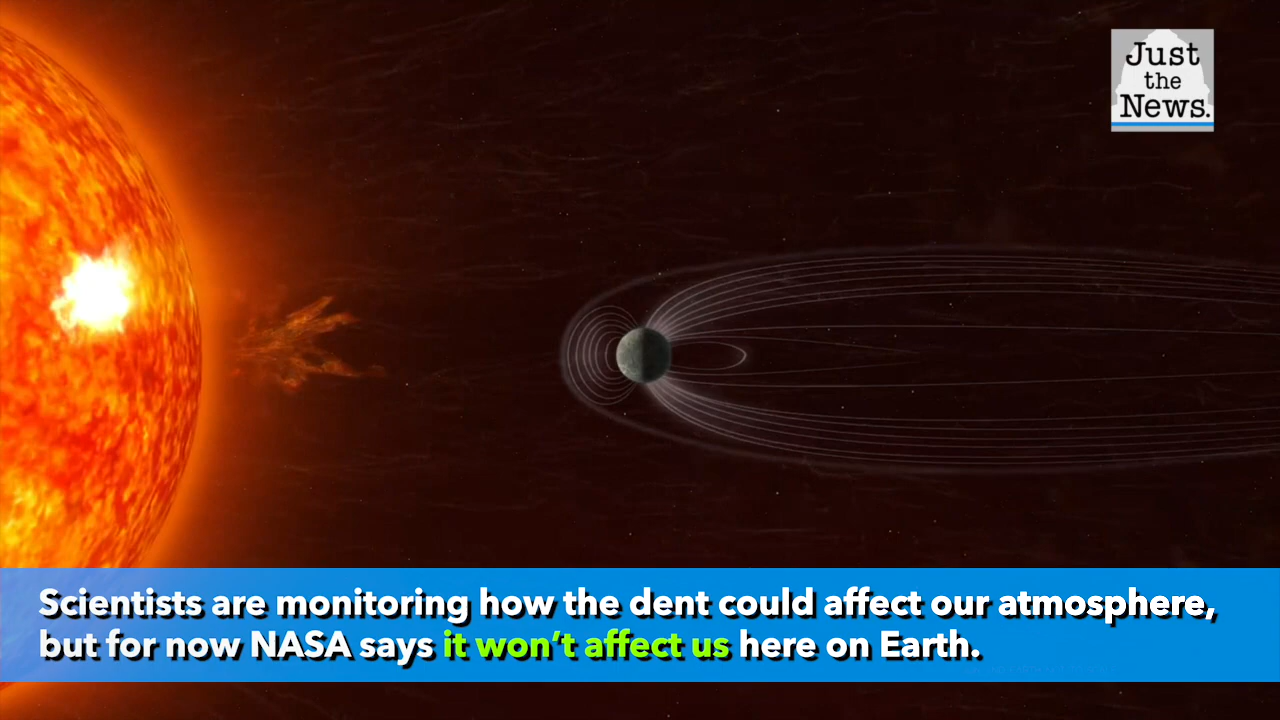 Just
the
News.
Scientists are monitoring how the dent could affect our atmosphere,
but for now NASA says it won't affect us here on Earth.